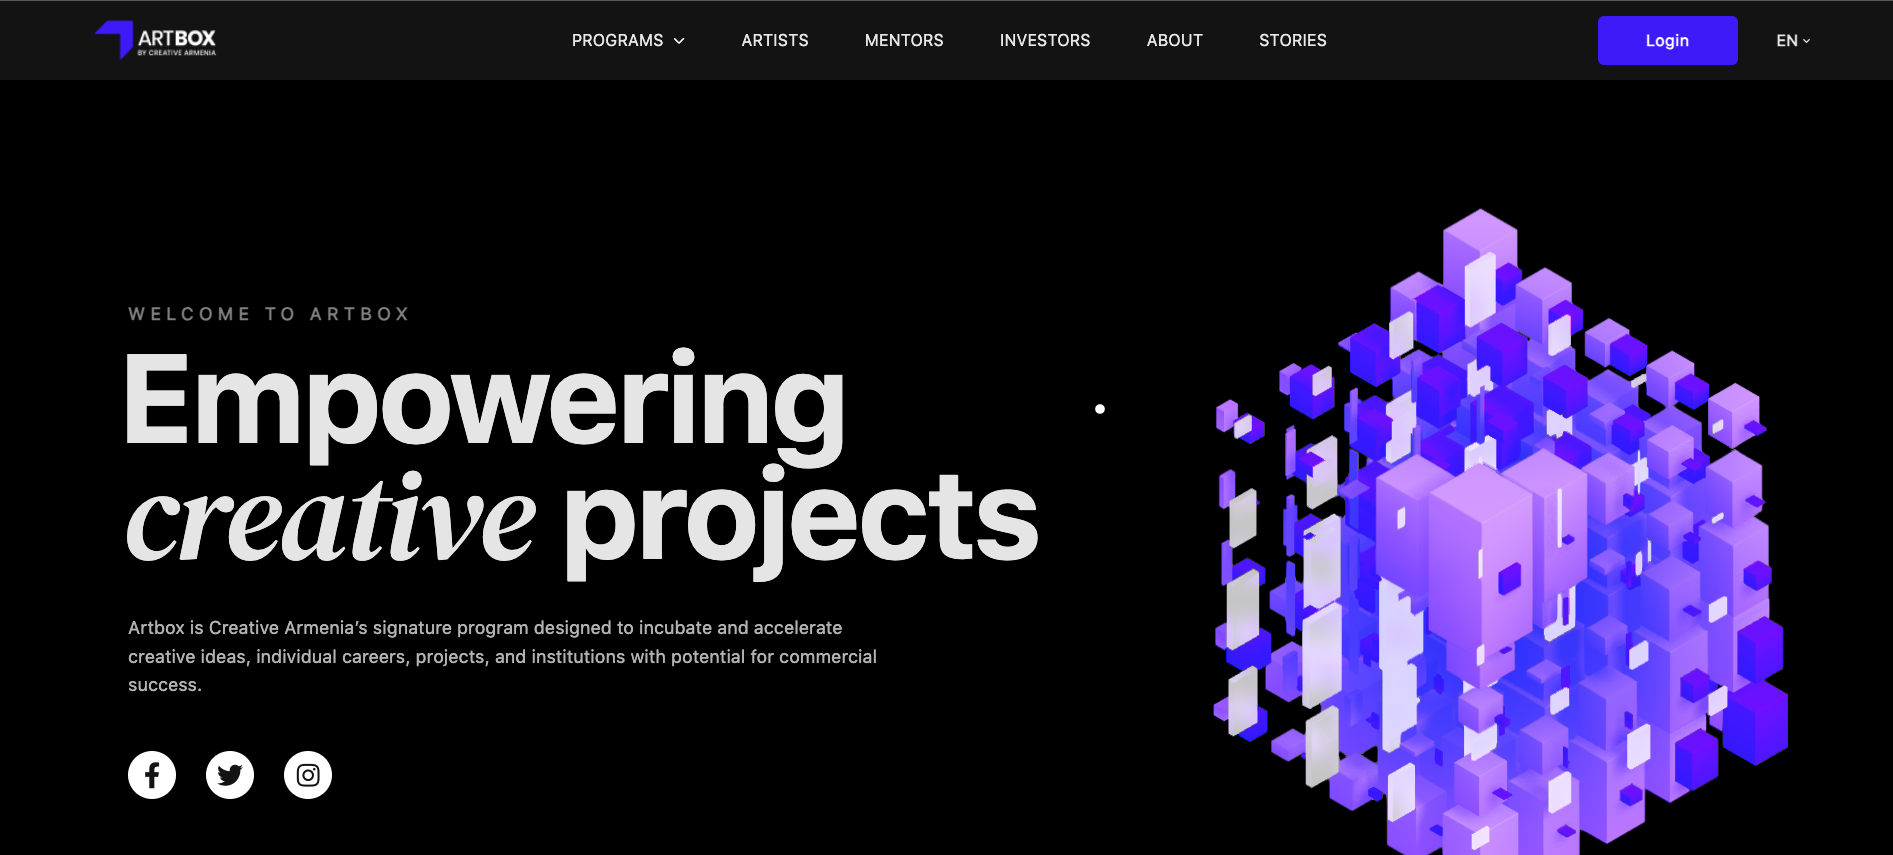 ARTBOX
BY CREATIVE ARMENIA
PROGRAMS
ARTISTS
MENTORS
INVESTORS
ABOUT
STORIES
Login
EN
WELCOME TO ARTBOX
Empowering
creative projects
Artbox is Creative Armenia’s signature program designed to incubate and accelerate
creative ideas, individual careers, projects, and institutions with potential for commercial
success.